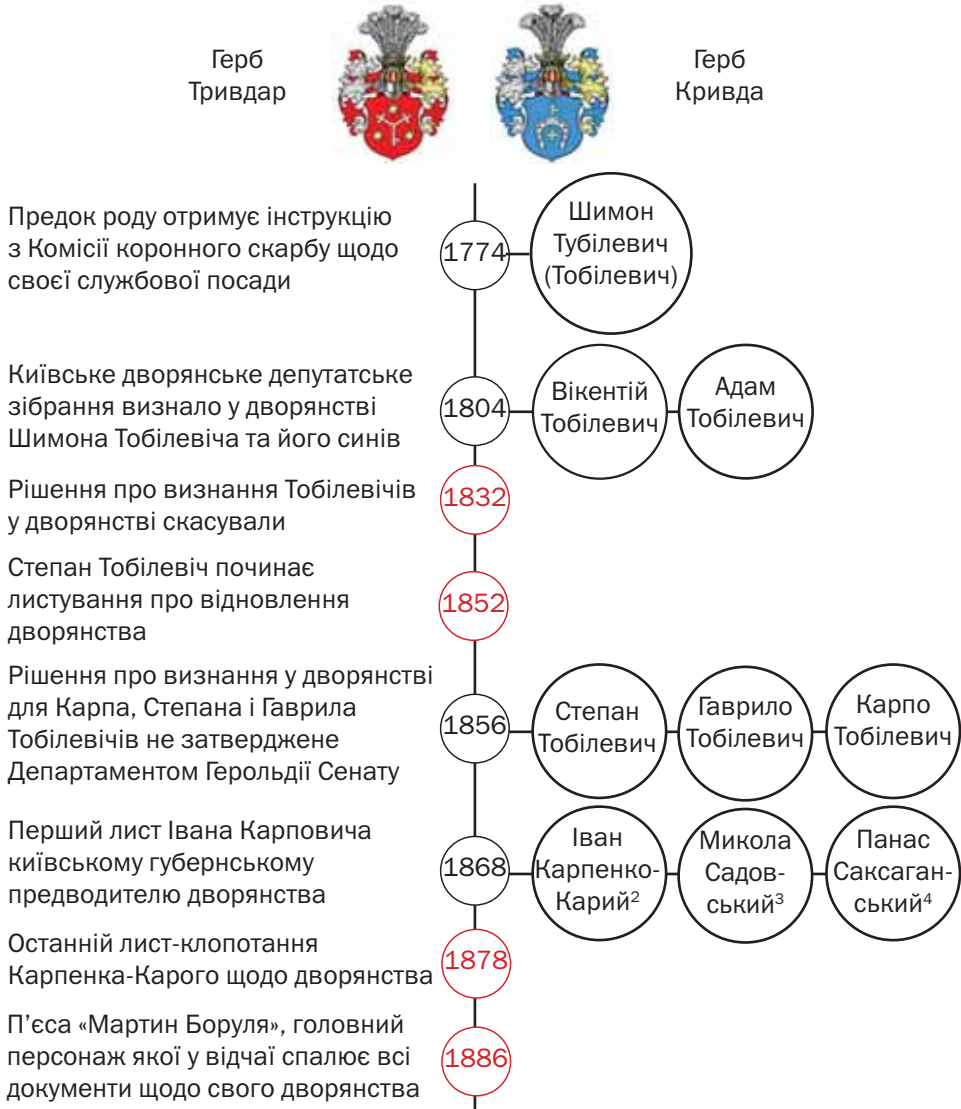 Герб
Тривдар
Герб
Кривда
Предок роду отримує інструкцію
з Комісії коронного скарбу щодо
своєї службової посади
1774
Шимон
Тубілевич
(Тобілевич)
Київське дворянське депутатське
зібрання визнало у дворянстві
Шимона Тобілевіча та його синів
1804
Вікентій
Тобілевич
Адам
Тобілевич
Рішення про визнання Тобілевічів
у дворянстві скасували
1832
Степан Тобілевіч починає
листування про відновлення
дворянства
1852
Рішення про визнання у дворянстві
для Карпа, Степана і Гаврила
Тобілевічів не затверджене
Департаментом Герольдії Сенату
1856
Степан
Тобілевич
Гаврило
Тобілевич
Карпо
Тобілевич
Перший лист Івана Карповича
київському губернському
предводителю дворянства
1868
Іван
Карпенко-
Карий²
Микола
Садов-
ський³
Панас
Саксаган-
ський⁴
Останній лист-клопотання
Карпенка-Карого щодо дворянства
1878
П’єса «Мартин Боруля», головний
персонаж якої у відчаї спалює всі
документи щодо свого дворянства
1886